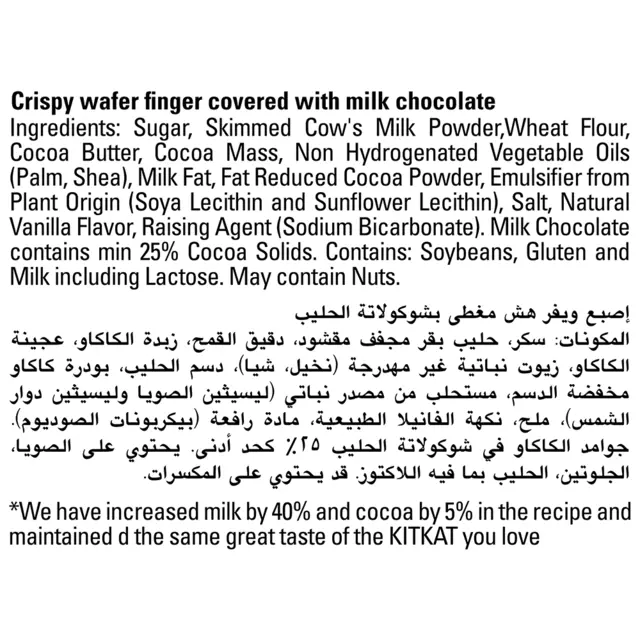 Crispy wafer finger covered with milk chocolate
Ingredients: Sugar, Skimmed Cow's Milk Powder,Wheat Flour,
Cocoa Butter, Cocoa Mass, Non Hydrogenated Vegetable Oils
(Palm, Shea), Milk Fat, Fat Reduced Cocoa Powder, Emulsifier from
Plant Origin (Soya Lecithin and Sunflower Lecithin), Salt, Natural
Vanilla Flavor, Raising Agent (Sodium Bicarbonate). Milk Chocolate
contains min 25% Cocoa Solids. Contains: Soybeans, Gluten and
Milk including Lactose. May contain Nuts.
إصبع ويفر هش مغطى بشوكولاتة الحليب
المكونات: سكر، حليب بقر مجفف مقشود، دقيق القمح، زبدة الكاكاو، عجينة
الكاكاو، زيوت نباتية غير مهدرجة (نخيل، شيا)، دسم الحليب، بودرة كاكاو
مخفضة الدسم، مستحلب من مصدر نباتي (ليسيثين الصويا وليسيثين دوار
الشمس)، ملح، نكهة الفانيلا الطبيعية، مادة رافعة (بيكربونات الصوديوم).
جوامد الكاكاو في شوكولاتة الحليب ٢٥٪ كحد أدنى. يحتوي على الصويا،
الجلوتين، الحليب بما فيه اللاكتوز. قد يحتوي على المكسرات.
*We have increased milk by 40% and cocoa by 5% in the recipe and
maintained d the same great taste of the KITKAT you love